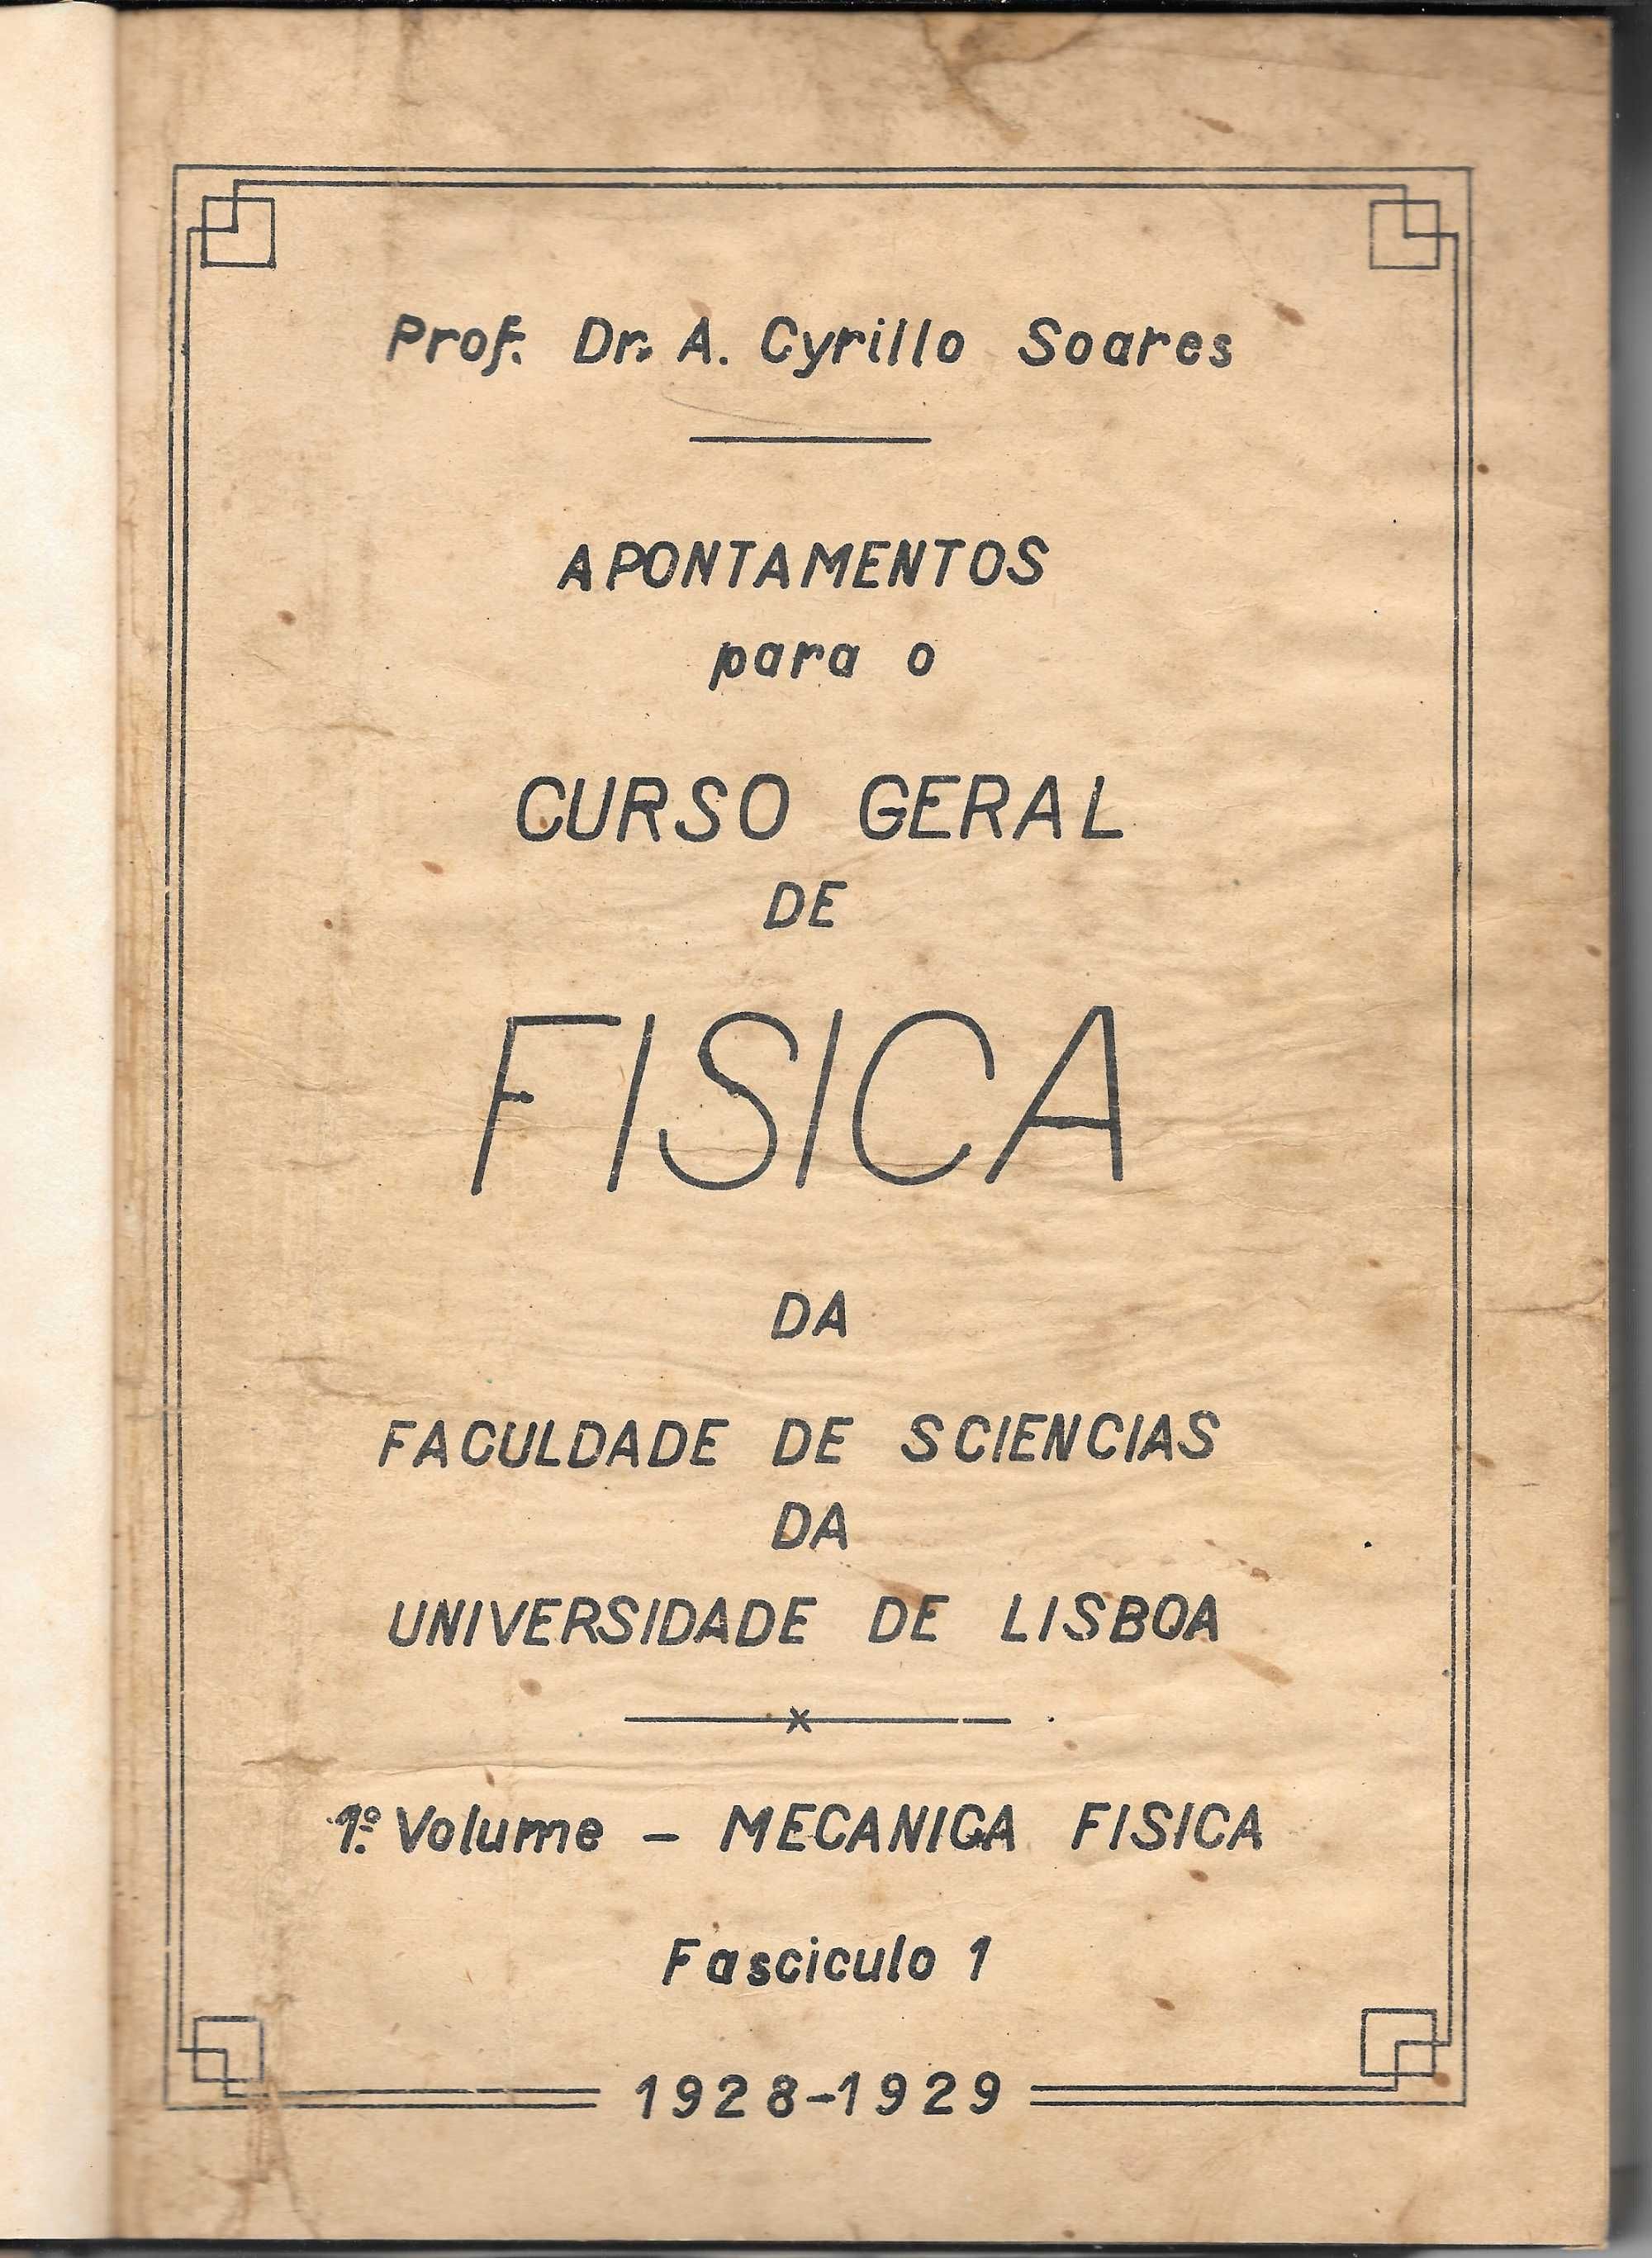 Prof. Dr. A. Cyrillo Soares
APONTAMENTOS
para o
CURSO GERAL
DE
FISICA
DA
FACULDADE DE SCIENCIAS
DA
UNIVERSIDADE DE LISBOA
1º Volume - MECANICA FISICA
Fasciculo 1
1928-1929